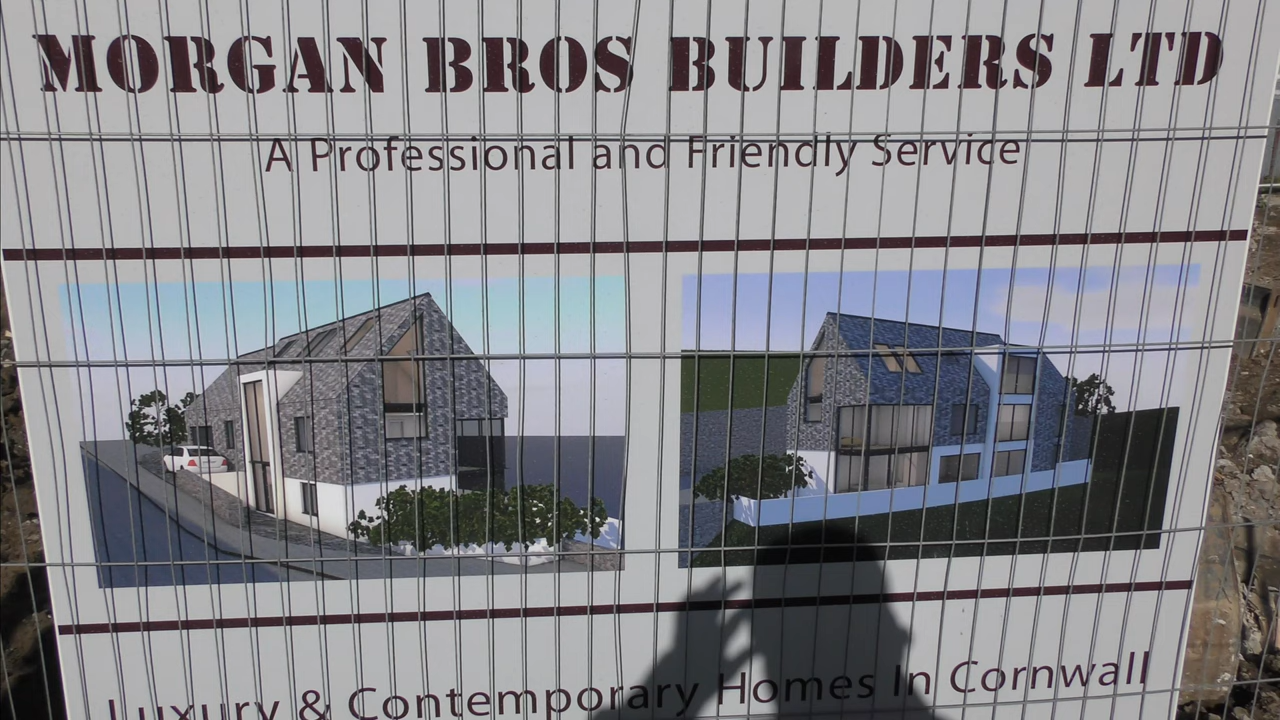 MORGAN BROS BUILDERS LTD
A Professional and Friendly Service
Luxury & Contemporary Homes In Cornwall